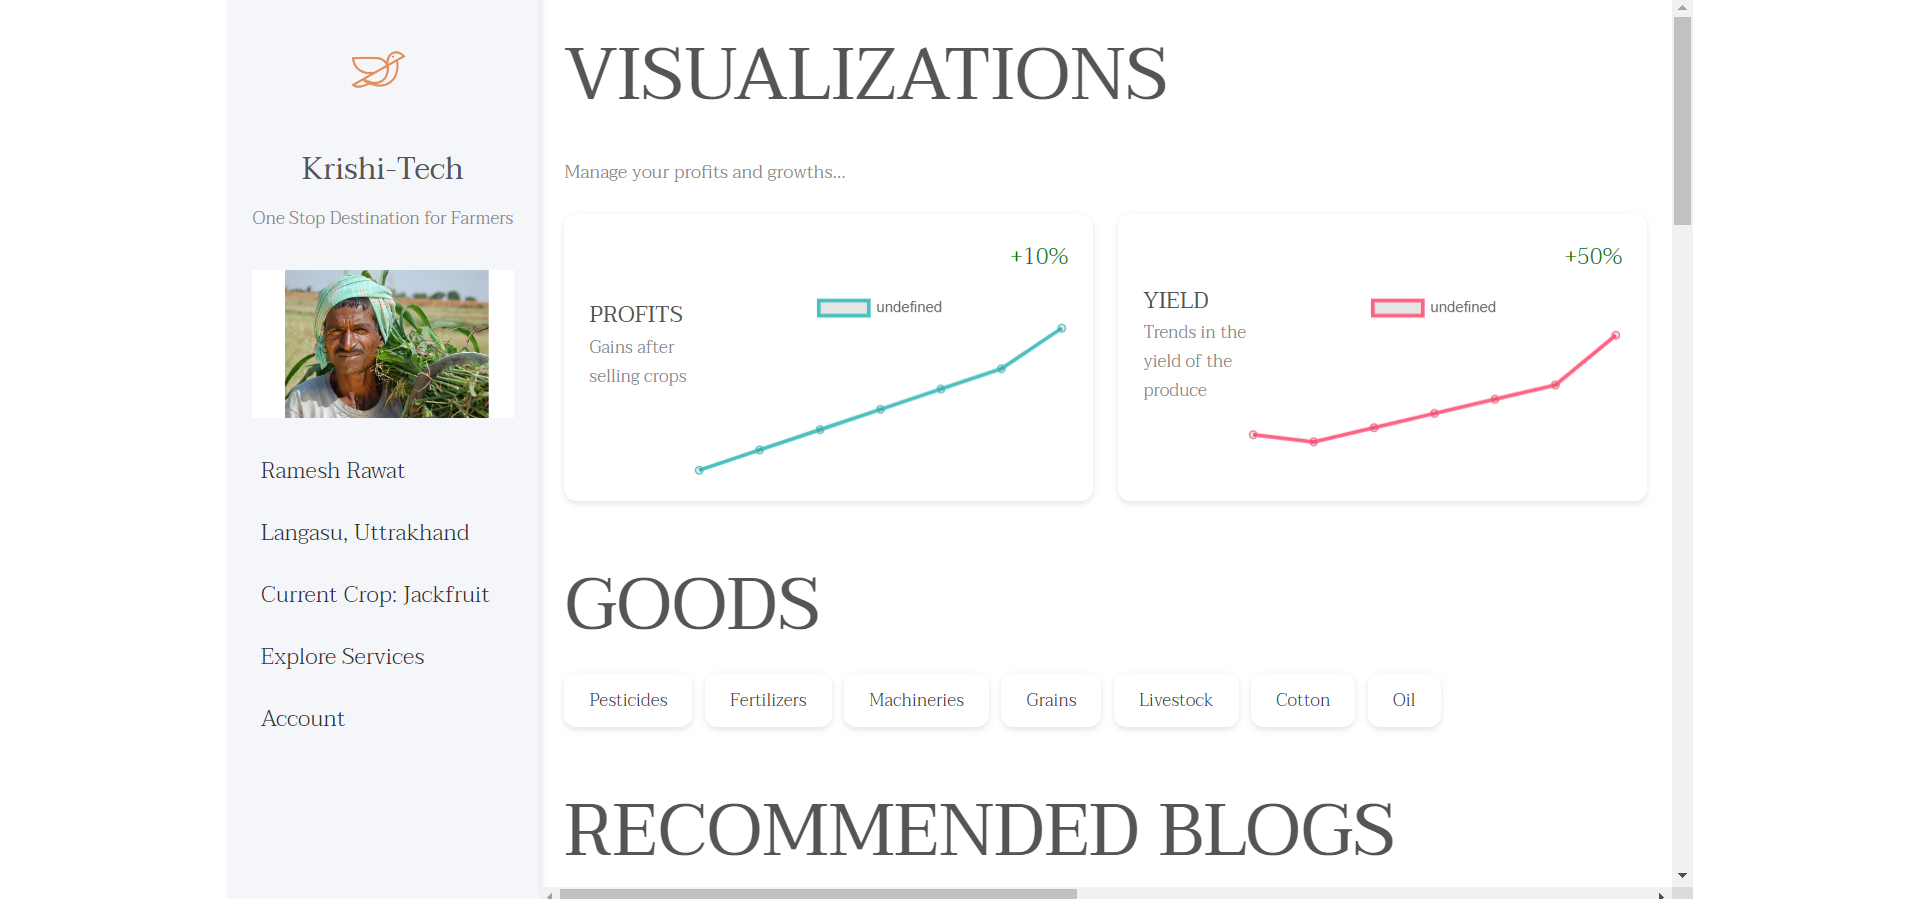 Krishi-Tech
One Stop Destination for Farmers
Ramesh Rawat
Langasu, Uttrakhand
Current Crop: Jackfruit
Explore Services
Account
VISUALIZATIONS
Manage your profits and growths...
+10%
undefined
PROFITS
Gains after
selling crops
+50%
undefined
YIELD
Trends in the
yield of the
produce
GOODS
Pesticides
Fertilizers
Machineries
Grains
Livestock
Cotton
Oil
RECOMMENDED BLOGS